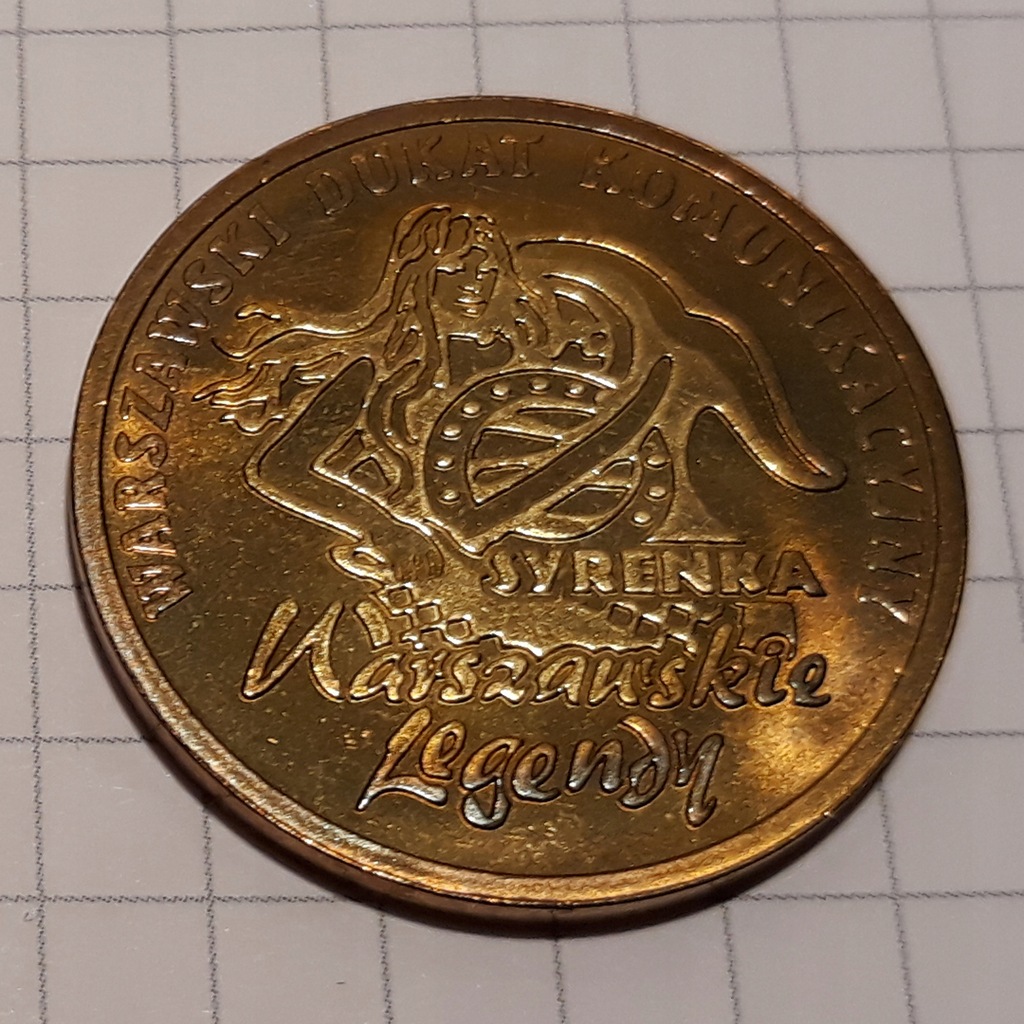 WARSZAWSKI DUKAT KOMUNIKACYJNY
SYRENKA
Warszawskie
Legendy